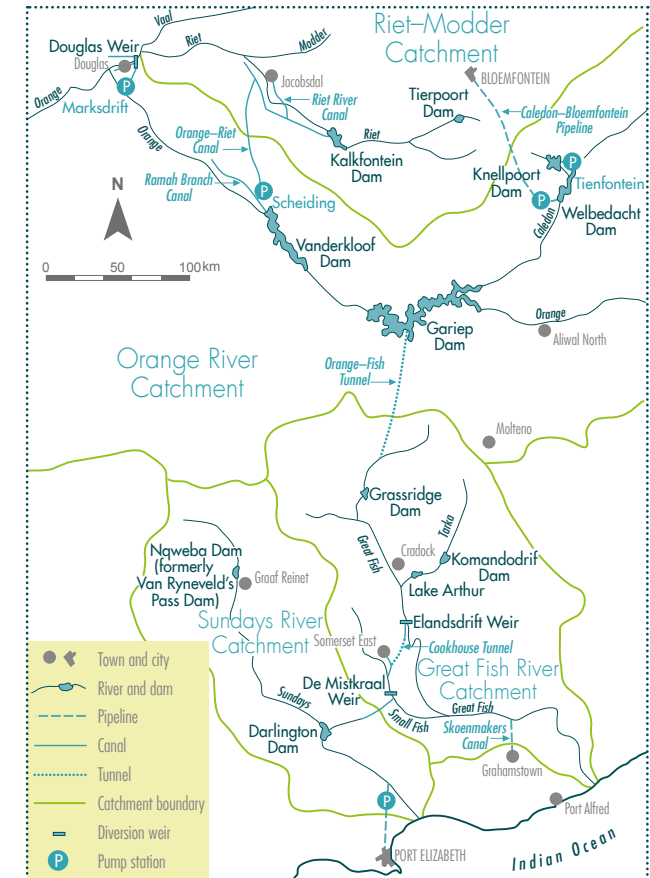 Vaal
Riet–Modder
Catchment
Douglas Weir
Riet
Modder
Douglas
Jacobsdal
BLOEMFONTEIN
P
Orange
Marksdrift
Riet River
Canal
Tierpoort
Dam
Caledon–Bloemfontein
Pipeline
Orange
Orange–Riet
Canal
Riet
Kalkfontein
Dam
Knellpoort
Dam
P
Tienfontein
Ramah Branch
Canal
P
Scheiding
P
Welbedacht
Dam
Caledon
N
Vanderkloof
Dam
0 50 100 km
Orange
Gariep
Dam
Aliwal North
Orange River
Catchment
Orange–Fish
Tunnel
Molteno
Grassridge
Dam
Tarka
Great Fish
Nqweba Dam
(formerly
Van Ryneveld's
Pass Dam)
Graaf Reinet
Cradock
Komandodrif
Dam
Lake Arthur
Sundays River
Catchment
Elandsdrift Weir
Somerset East
Cookhouse Tunnel
Great Fish River
Catchment
De Mistkraal
Weir
Sundays
Small Fish
Great Fish
Darlington
Dam
Skoenmakers
Canal
Grahamstown
P
Port Alfred
PORT ELIZABETH
Indian Ocean
Town and city
River and dam
Pipeline
Canal
Tunnel
Catchment boundary
Diversion weir
P Pump station